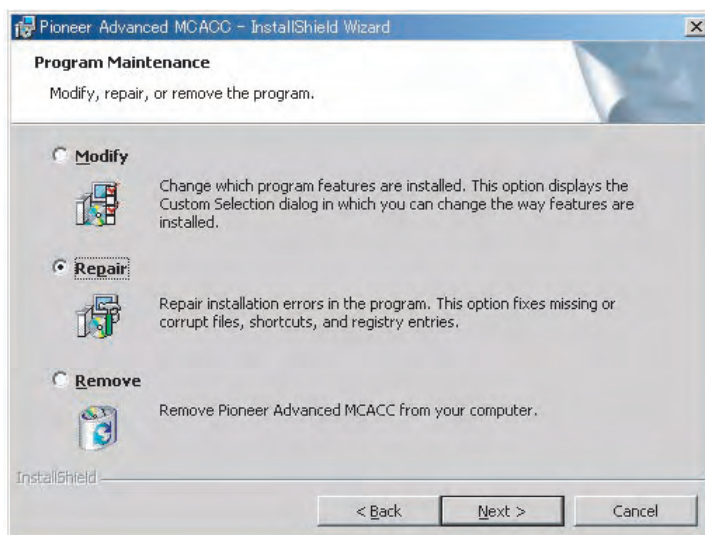 Pioneer Advanced MCACC - InstallShield Wizard
Program Maintenance
Modify, repair, or remove the program.
Modify
Change which program features are installed. This option displays the
Custom Selection dialog in which you can change the way features are
installed.
Repair
Repair installation errors in the program. This option fixes missing or
corrupt files, shortcuts, and registry entries.
Remove
Remove Pioneer Advanced MCACC from your computer.
InstallShield
< Back
Next >
Cancel